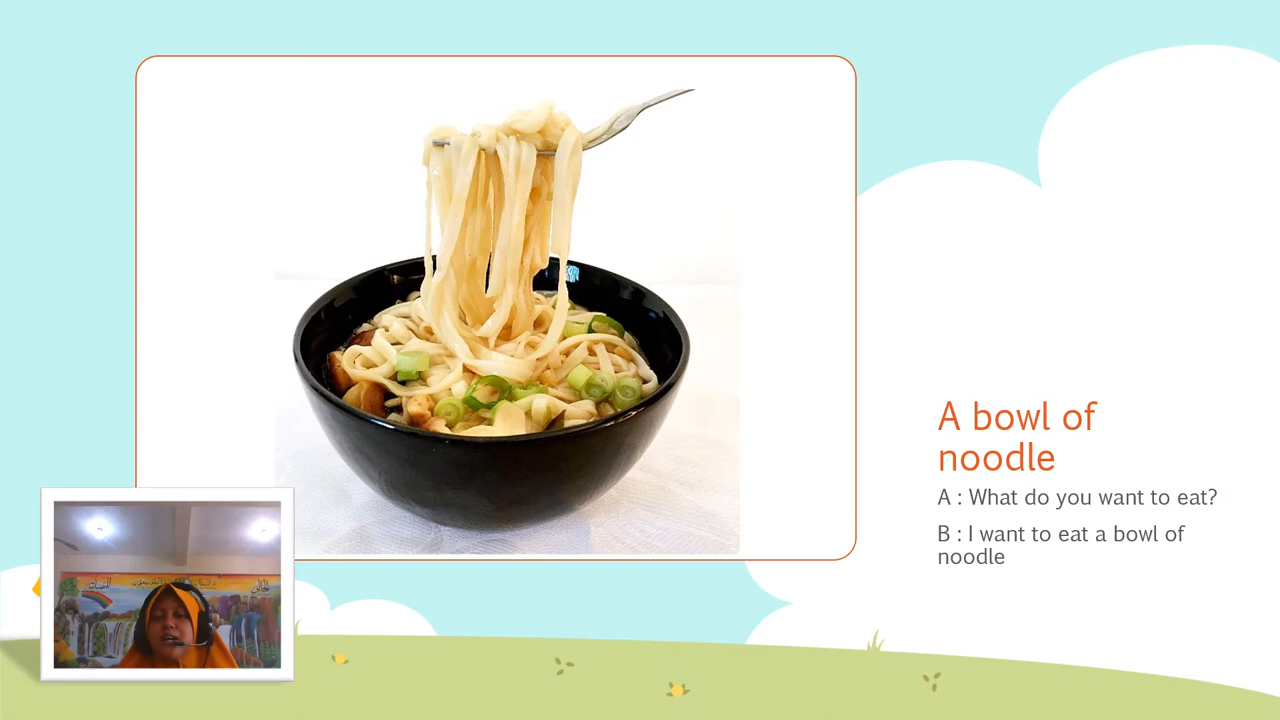 A bowl of
noodle
A : What do you want to eat?
B : I want to eat a bowl of
noodle